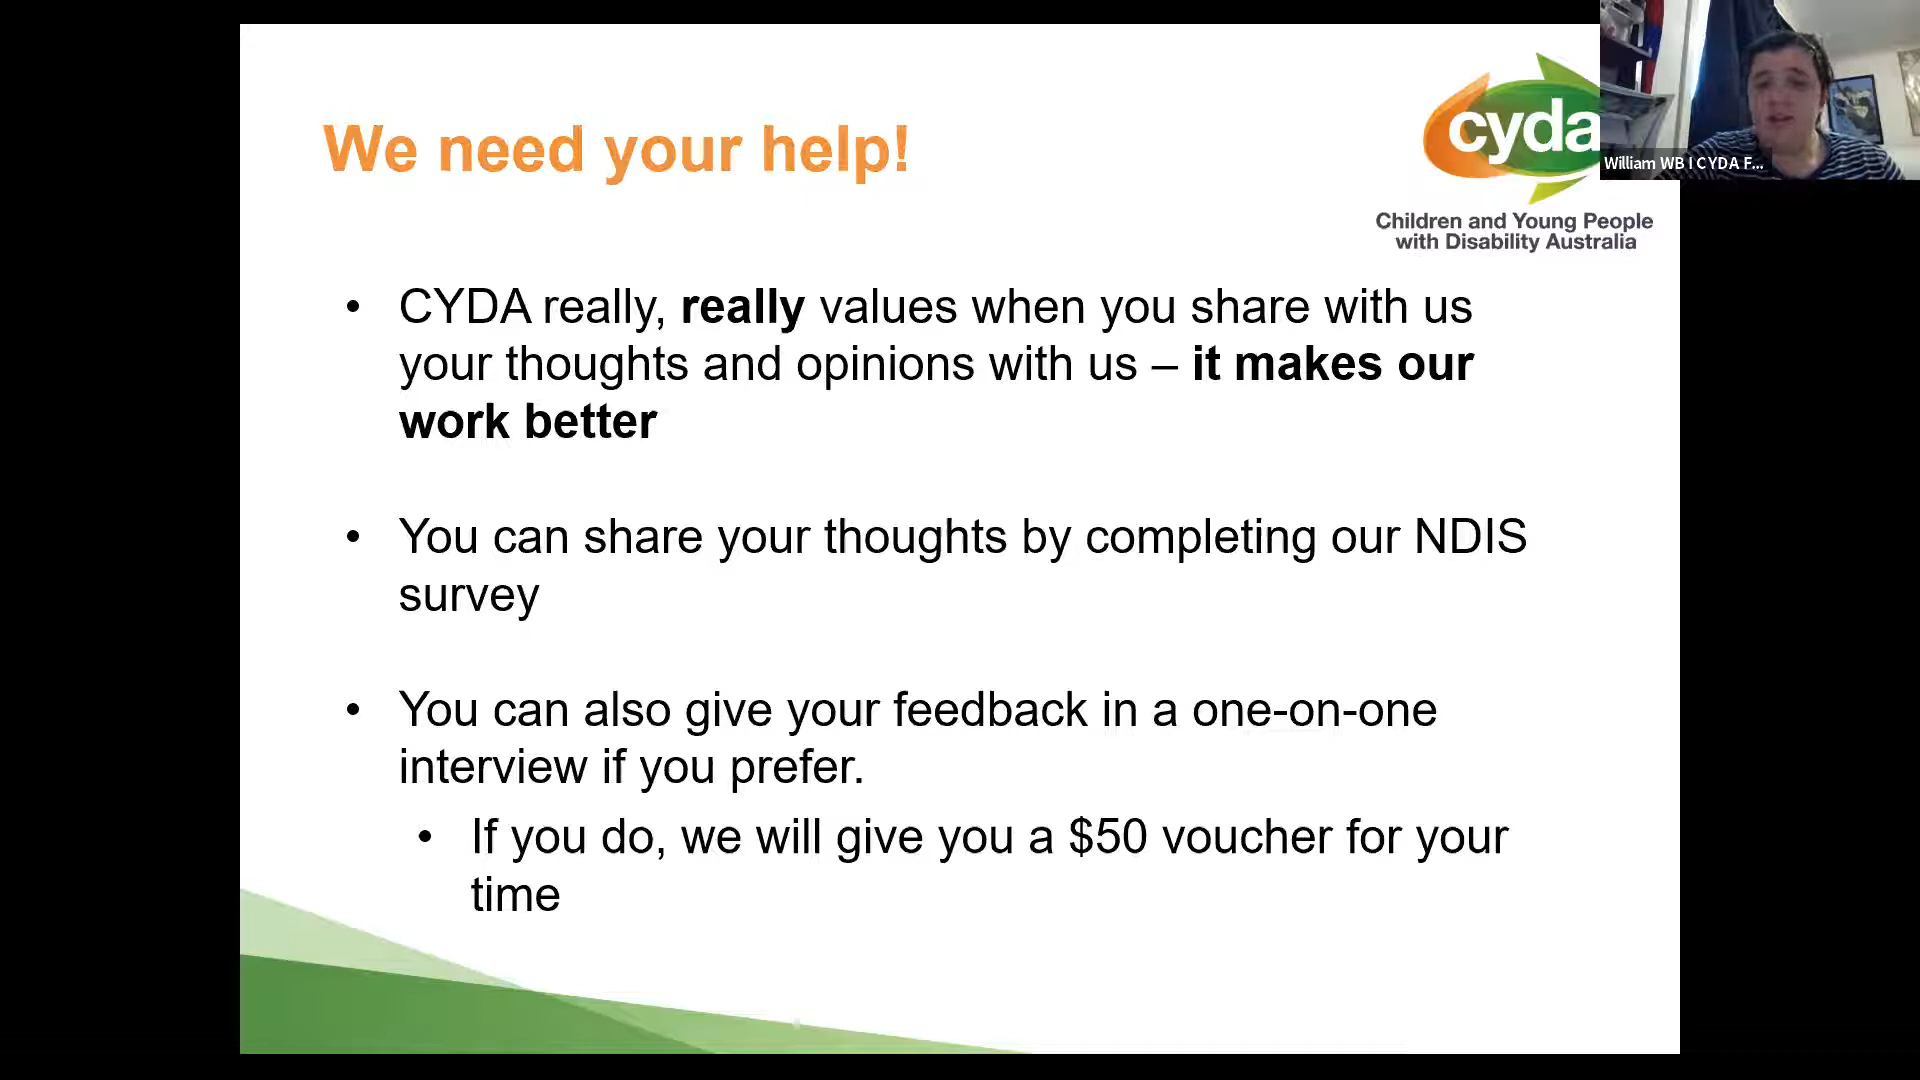 We need your help!
cyda
William WB I CYDA F...
Children and Young People
with Disability Australia
• CYDA really, really values when you share with us
your thoughts and opinions with us – it makes our
work better
• You can share your thoughts by completing our NDIS
survey
• You can also give your feedback in a one-on-one
interview if you prefer.
• If you do, we will give you a $50 voucher for your
time